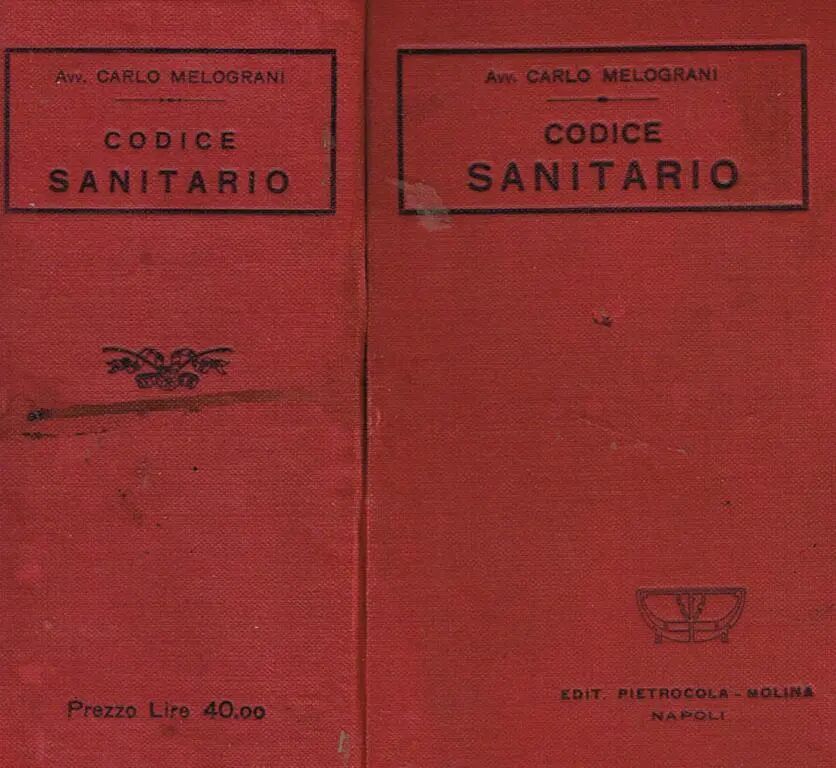 Avv. CARLO MELOGRANI
CODICE
SANITARIO
Prezzo Lire 40.00
Avv. CARLO MELOGRANI
CODICE
SANITARIO
EDIT. PIETROCOLA - MOLINA
NAPOLI